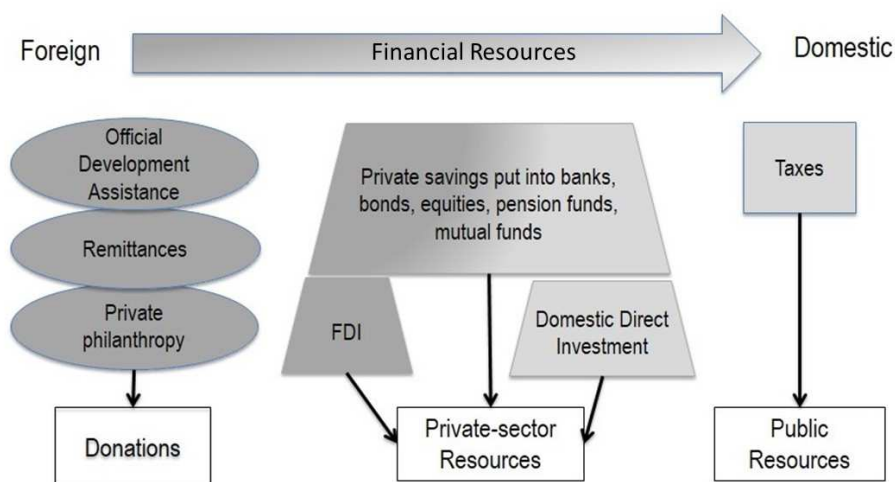 Foreign
Financial Resources
Domestic
Official
Development
Assistance
Remittances
Private
philanthropy
Private savings put into banks,
bonds, equities, pension funds,
mutual funds
Taxes
FDI
Domestic Direct
Investment
Donations
Private-sector
Resources
Public
Resources